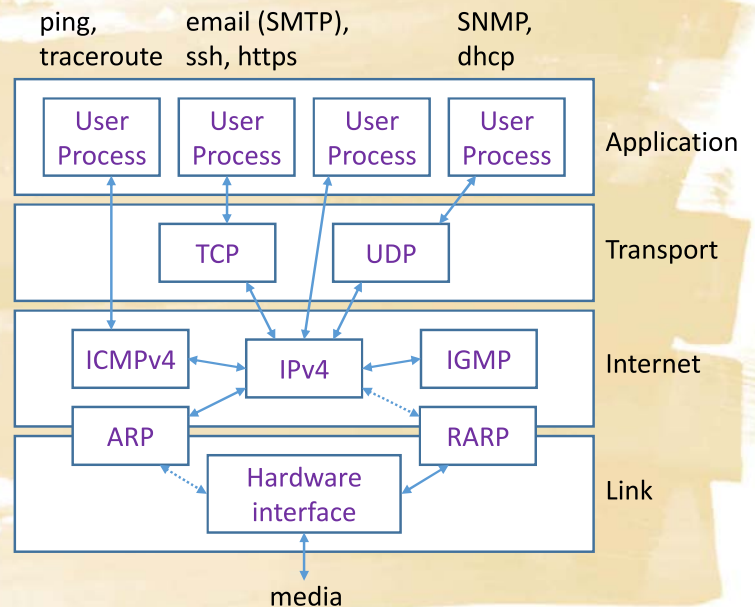 ping,
traceroute
email (SMTP),
ssh, https
SNMP,
dhcp
User
Process
User
Process
User
Process
User
Process
Application
TCP
UDP
Transport
ICMPv4
IPv4
IGMP
Internet
ARP
RARP
Hardware
interface
Link
media